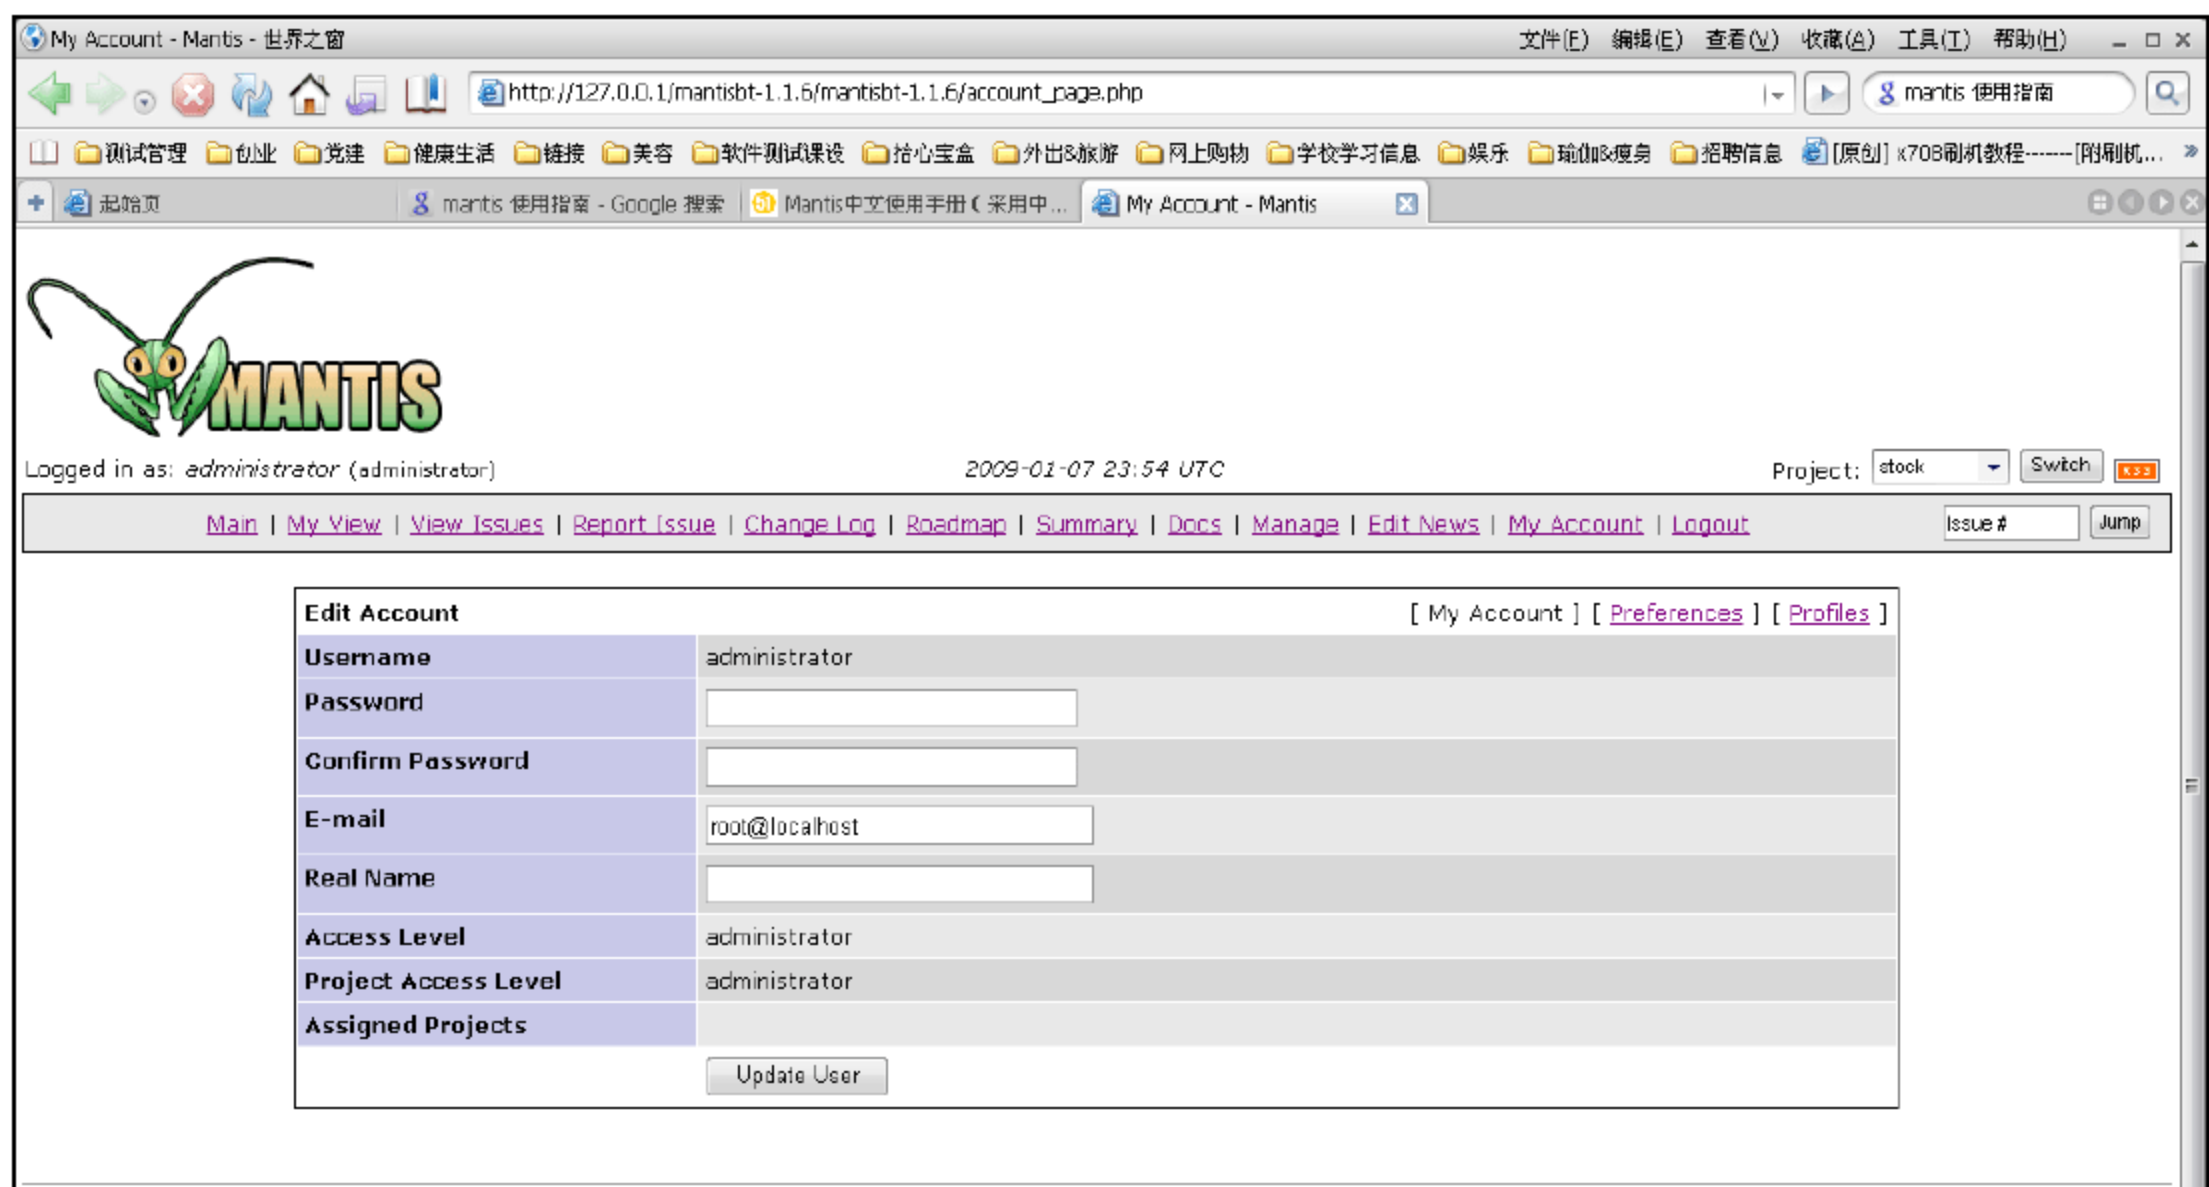 My Account - Mantis - 世界之窗 文件(F) 编辑(E) 查看(V) 收藏(A) 工具(T) 帮助(H)
http://127.0.0.1/mantisbt-1.1.6/mantisbt-1.1.6/account_page.php mantis 使用指南
测试管理 创业 党建 健康生活 链接 美容 软件测试课设 拾心宝盒 外出&旅游 网上购物 学校学习信息 娱乐 瑜伽&瘦身 招聘信息 [原创] x70B刷机教程-------[附刷机...
起始页 mantis 使用指南 - Google 搜索 Mantis中文使用手册( 采用中... My Account - Mantis
MANTIS
Logged in as: administrator (administrator) 2009-01-07 23:54 UTC Project: stock Switch RSS
Main | My View | View Issues | Report Issue | Change Log | Roadmap | Summary | Docs | Manage | Edit News | My Account | Logout Issue # Jump
Edit Account [ My Account ] [ Preferences ] [ Profiles ]
Username administrator
Password
Confirm Password
E-mail root@localhost
Real Name
Access Level administrator
Project Access Level administrator
Assigned Projects
Update User